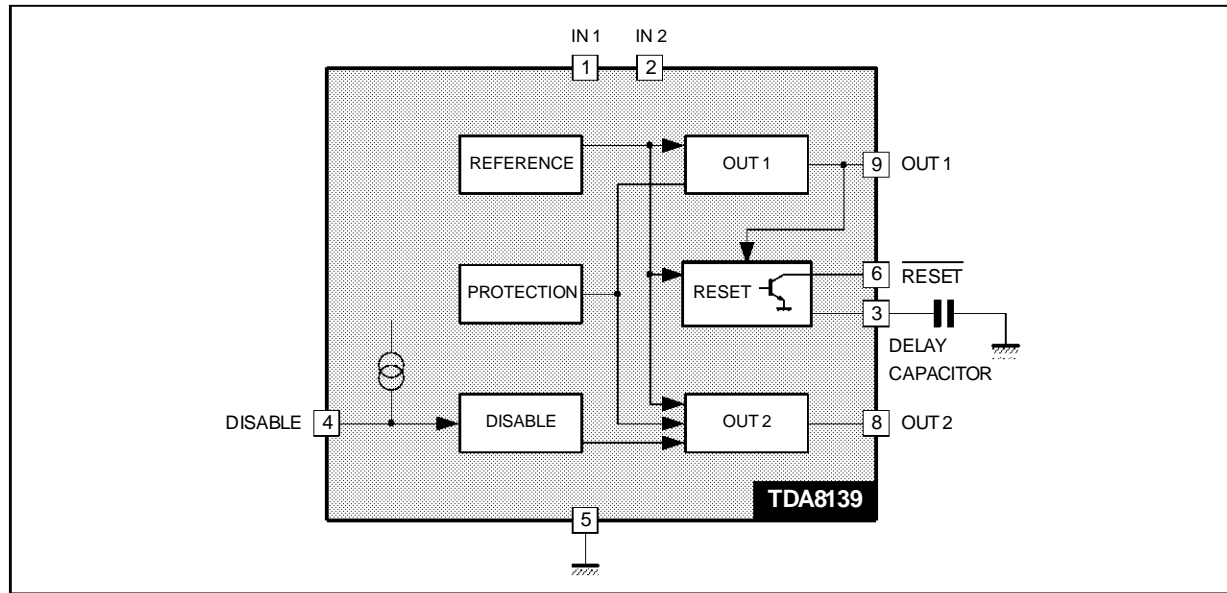 IN 1 IN 2
1 2
REFERENCE OUT 1 9 OUT 1
PROTECTION RESET 6 RESET
3
DELAY
CAPACITOR
DISABLE 4 DISABLE OUT 2 8 OUT 2
TDA8139
5